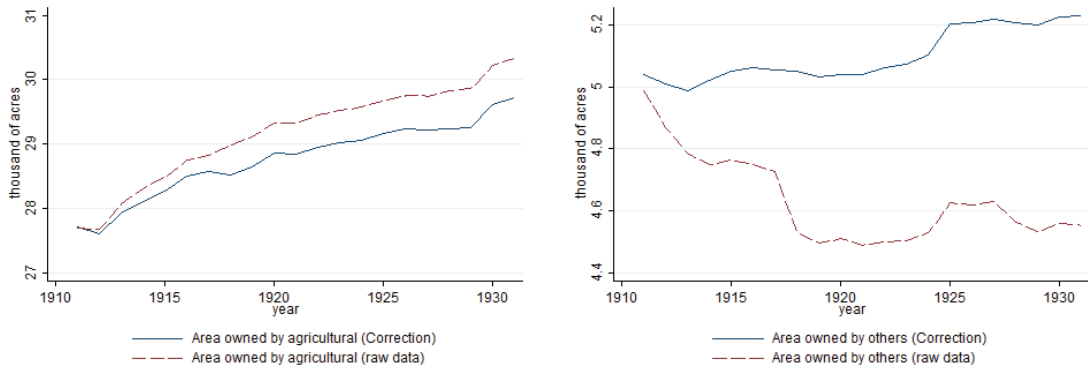 thousand of acres
31
30
29
28
27
1910
1915
1920
1925
1930
year
Area owned by agricultural (Correction)
Area owned by agricultural (raw data)
thousand of acres
5.2
5
4.8
4.6
4.4
1910
1915
1920
1925
1930
year
Area owned by others (Correction)
Area owned by others (raw data)